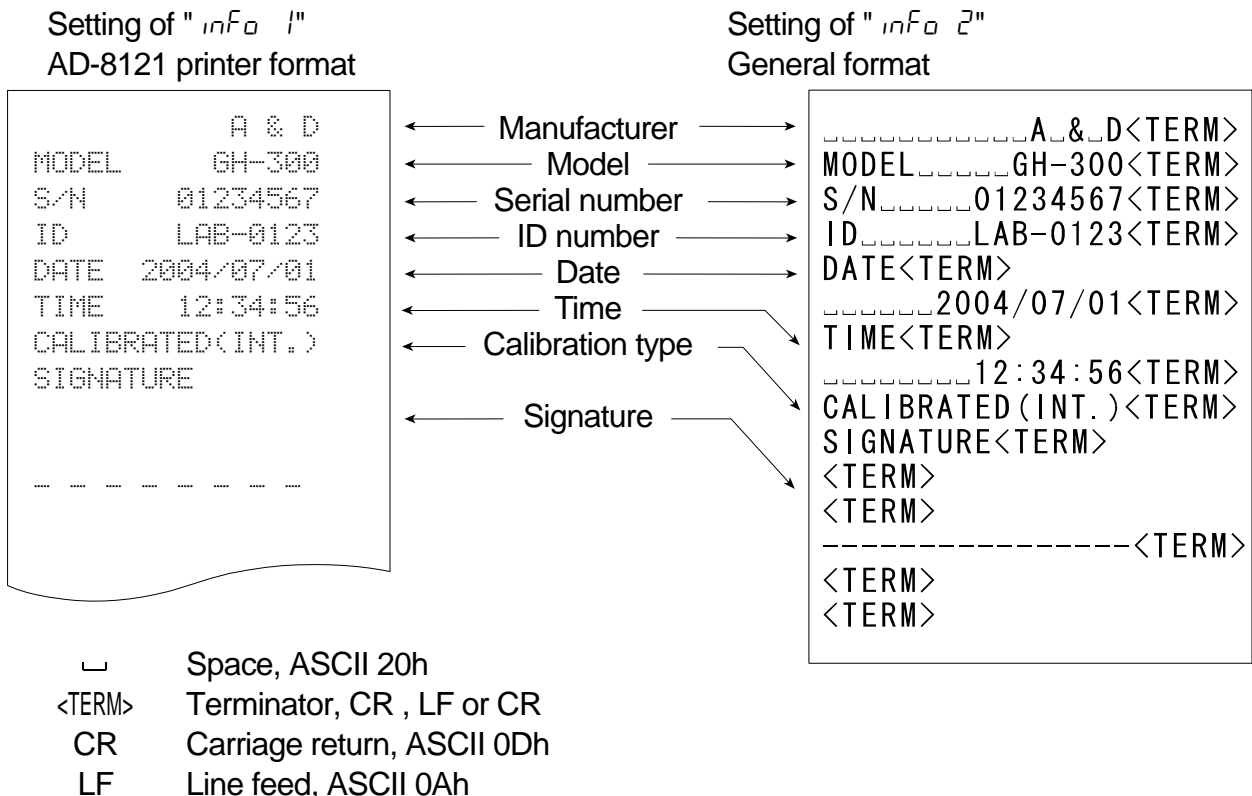 Setting of " info 1"
AD-8121 printer format
A & D
MODEL GH-300
S/N 01234567
ID LAB-0123
DATE 2004/07/01
TIME 12:34:56
CALIBRATED(INT.)
SIGNATURE
_ _ _ _ _ _ _ _
Manufacturer
Model
Serial number
ID number
Date
Time
Calibration type
Signature
Setting of " info 2"
General format
␣␣␣␣␣␣␣␣␣␣␣A␣&␣D<TERM>
MODEL␣␣␣␣␣GH-300<TERM>
S/N␣␣␣␣␣01234567<TERM>
ID␣␣␣␣␣␣LAB-0123<TERM>
DATE<TERM>
␣␣␣␣␣␣2004/07/01<TERM>
TIME<TERM>
␣␣␣␣␣␣␣␣12:34:56<TERM>
CALIBRATED(INT.)<TERM>
SIGNATURE<TERM>
<TERM>
<TERM>
----------------<TERM>
<TERM>
<TERM>
␣ Space, ASCII 20h
<TERM> Terminator, CR , LF or CR
CR Carriage return, ASCII 0Dh
LF Line feed, ASCII 0Ah